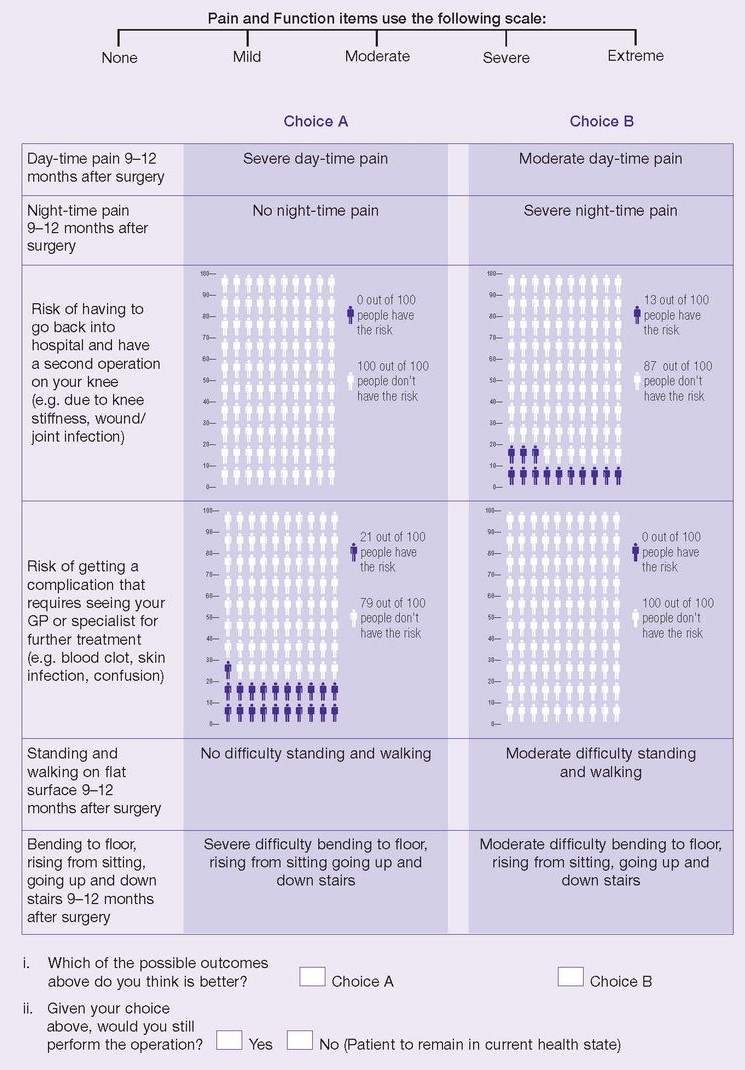 Pain and Function items use the following scale:
None
Mild
Moderate
Severe
Extreme
Choice A
Choice B
Day-time pain 9–12
months after surgery
Severe day-time pain
Moderate day-time pain
Night-time pain
9–12 months after
surgery
No night-time pain
Severe night-time pain
Risk of having to
go back into
hospital and have
a second operation
on your knee
(e.g. due to knee
stiffness, wound/
joint infection)
100
90
80
70
60
50
40
30
20
10
0
0 out of 100
people have
the risk
100 out of 100
people don't
have the risk
100
90
80
70
60
50
40
30
20
10
0
13 out of 100
people have
the risk
87 out of 100
people don't
have the risk
Risk of getting a
complication that
requires seeing your
GP or specialist for
further treatment
(e.g. blood clot, skin
infection, confusion)
100
90
80
70
60
50
40
30
20
10
0
21 out of 100
people have
the risk
79 out of 100
people don't
have the risk
100
90
80
70
60
50
40
30
20
10
0
0 out of 100
people have
the risk
100 out of 100
people don't
have the risk
Standing and
walking on flat
surface 9–12
months after surgery
No difficulty standing and walking
Moderate difficulty standing
and walking
Bending to floor,
rising from sitting,
going up and down
stairs 9–12 months
after surgery
Severe difficulty bending to floor,
rising from sitting going up and
down stairs
Moderate difficulty bending to floor,
rising from sitting, going up and
down stairs
i. Which of the possible outcomes
above do you think is better?
Choice A
Choice B
ii. Given your choice
above, would you still
perform the operation?
Yes
No (Patient to remain in current health state)